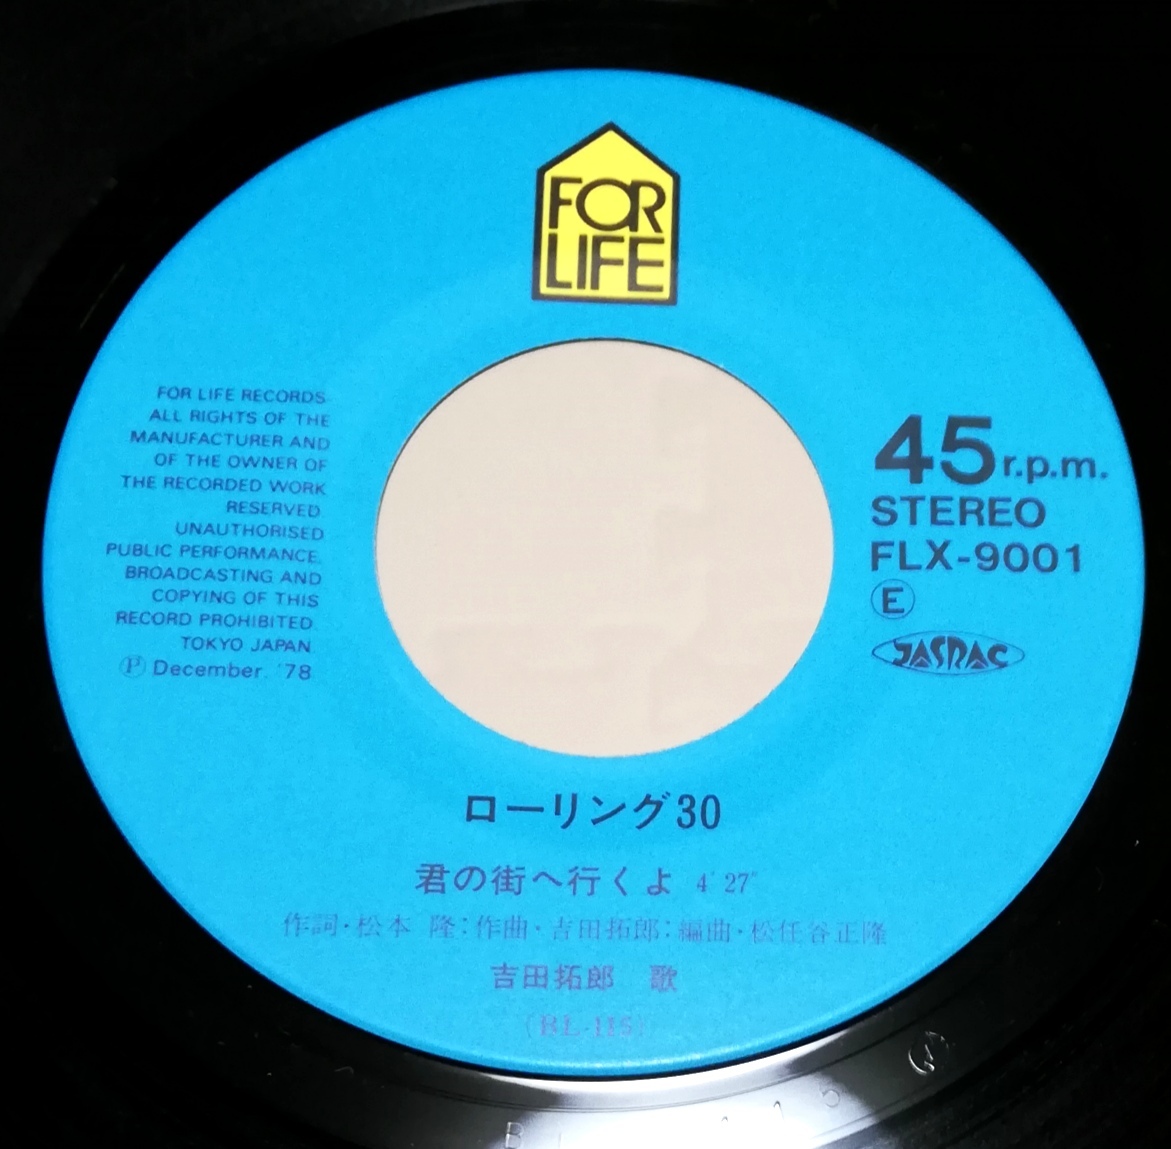 FOR
LIFE
FOR LIFE RECORDS-
ALL RIGHTS OF THE
MANUFACTURER AND
OF THE OWNER OF
THE RECORDED WORK
RESERVED.
UNAUTHORISED
PUBLIC PERFORMANCE.
BROADCASTING AND
COPYING OF THIS
RECORD PROHIBITED.
TOKYO JAPAN
Ⓟ December. '78
45 r.p.m.
STEREO
FLX-9001
Ⓔ
JASRAC
ローリング30
君の街へ行くよ 4' 27"
作詞・松本 隆:作曲・吉田拓郎:編曲・松任谷正隆
吉田拓郎 歌
(BL-115)